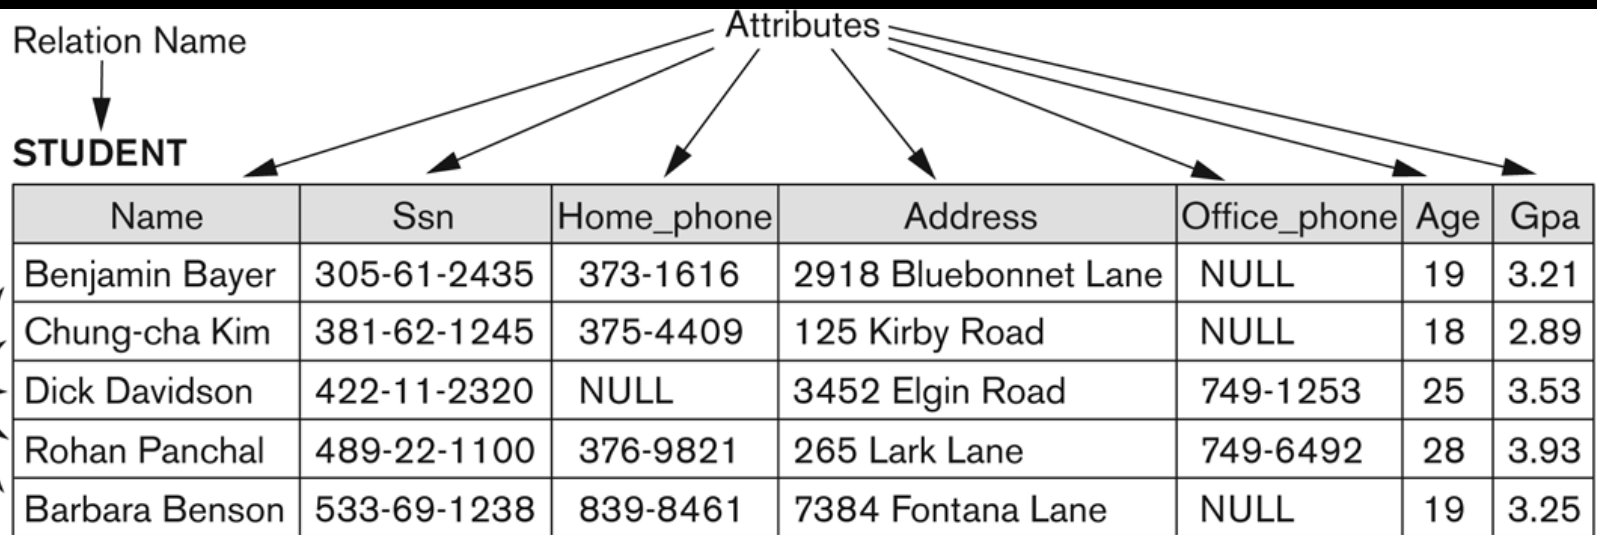 Attributes
Relation Name
STUDENT
Name Ssn Home_phone Address Office_phone Age Gpa
Benjamin Bayer 305-61-2435 373-1616 2918 Bluebonnet Lane NULL 19 3.21
Chung-cha Kim 381-62-1245 375-4409 125 Kirby Road NULL 18 2.89
Dick Davidson 422-11-2320 NULL 3452 Elgin Road 749-1253 25 3.53
Rohan Panchal 489-22-1100 376-9821 265 Lark Lane 749-6492 28 3.93
Barbara Benson 533-69-1238 839-8461 7384 Fontana Lane NULL 19 3.25